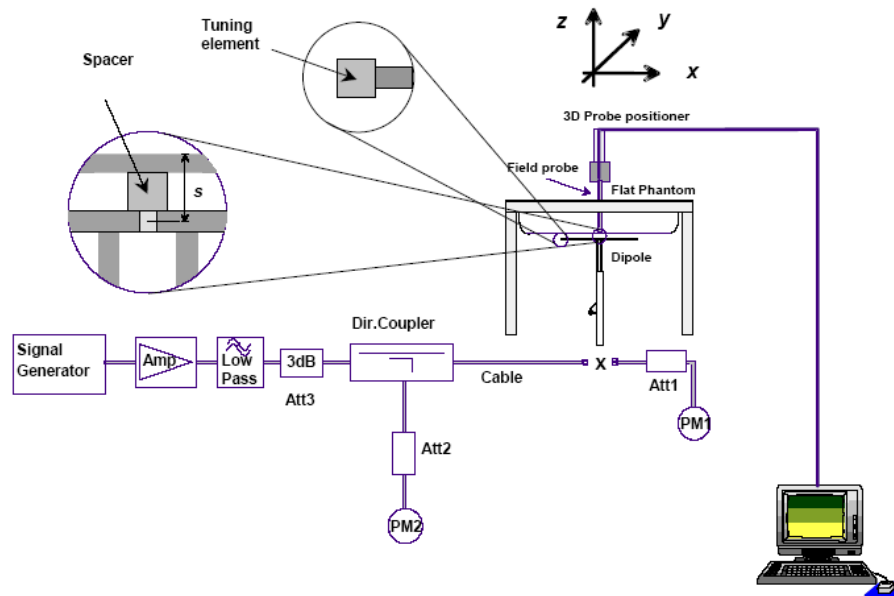 Tuning
element
z
y
x
Spacer
3D Probe positioner
Field probe
Flat Phantom
s
Dipole
Dir.Coupler
Signal
Generator
Amp
Low
Pass
3dB
Att3
Cable
X
Att1
PM1
Att2
PM2